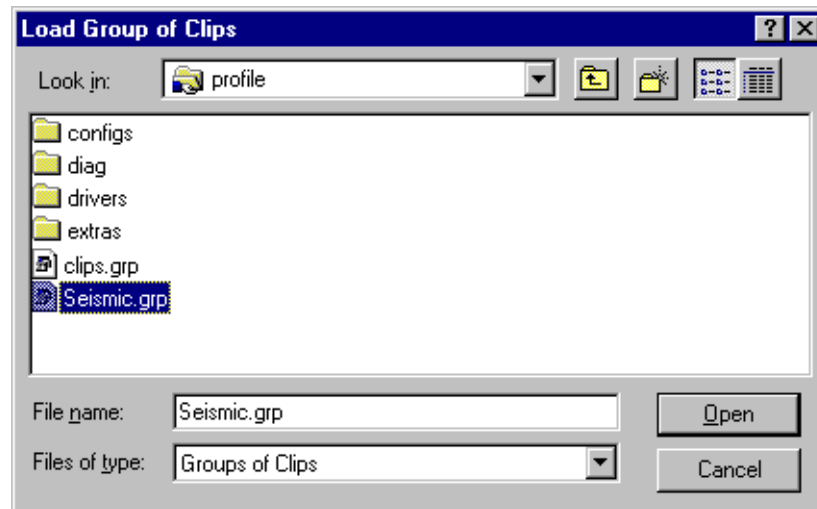 Load Group of Clips
Look in: profile
configs
diag
drivers
extras
clips.grp
Seismic.grp
File name: Seismic.grp Open
Files of type: Groups of Clips Cancel